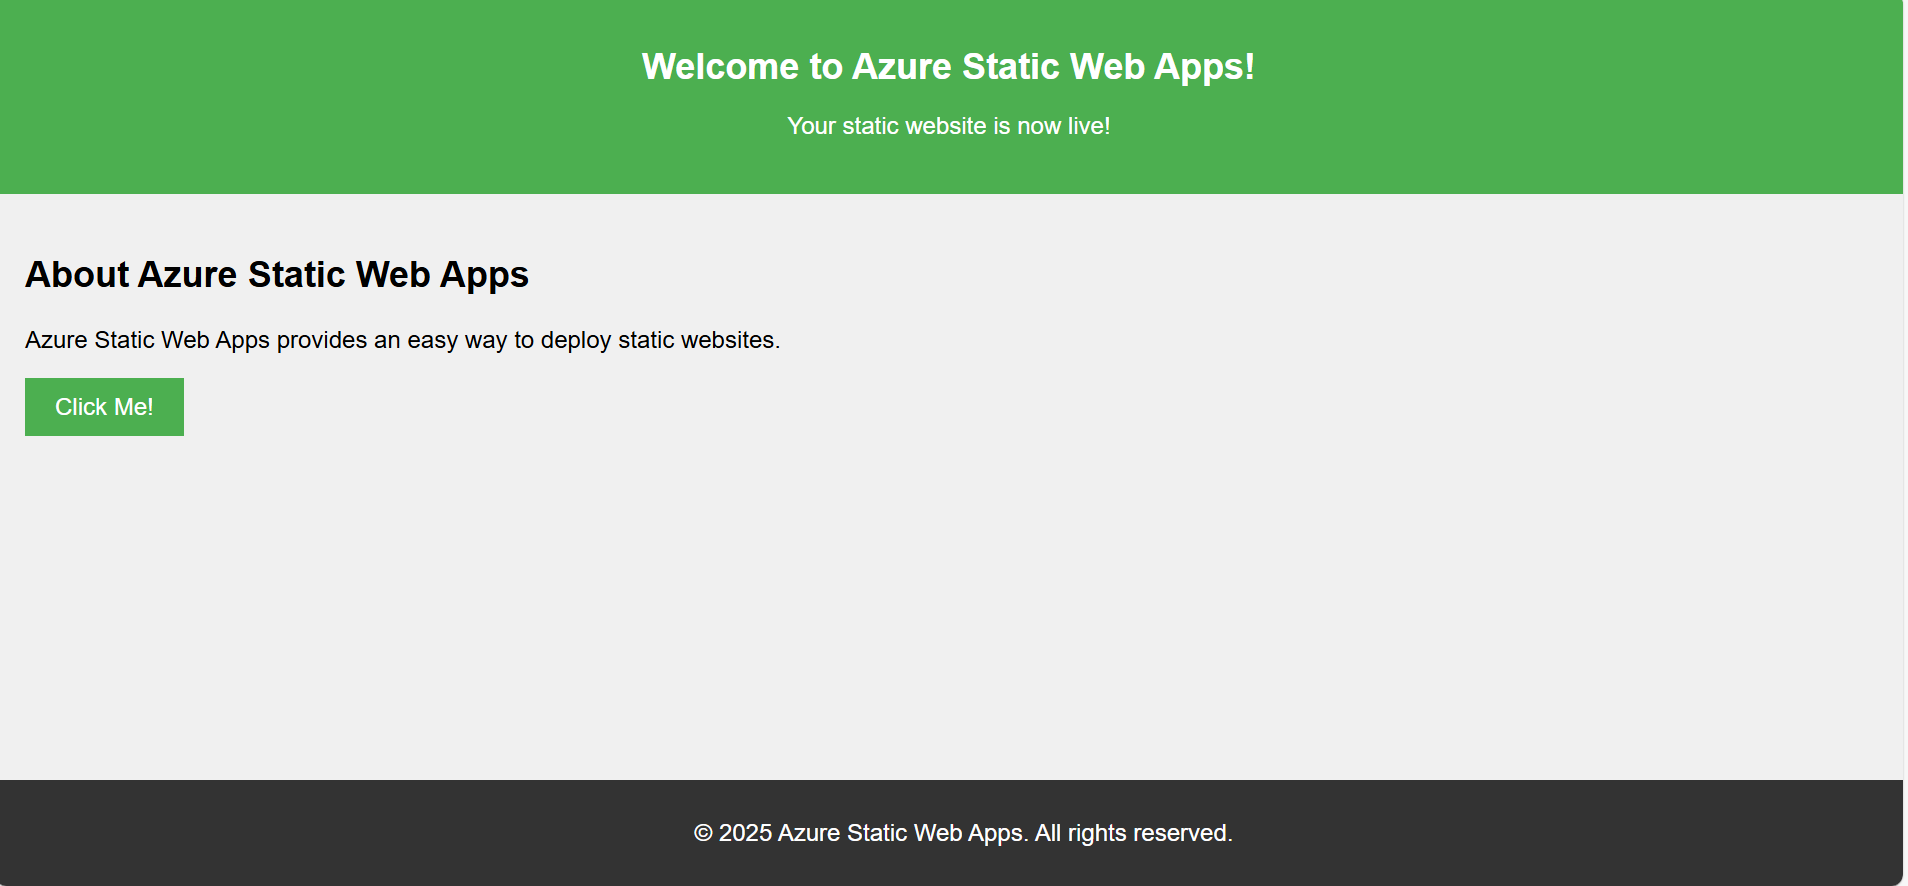 Welcome to Azure Static Web Apps!
Your static website is now live!
About Azure Static Web Apps
Azure Static Web Apps provides an easy way to deploy static websites.
Click Me!
© 2025 Azure Static Web Apps. All rights reserved.